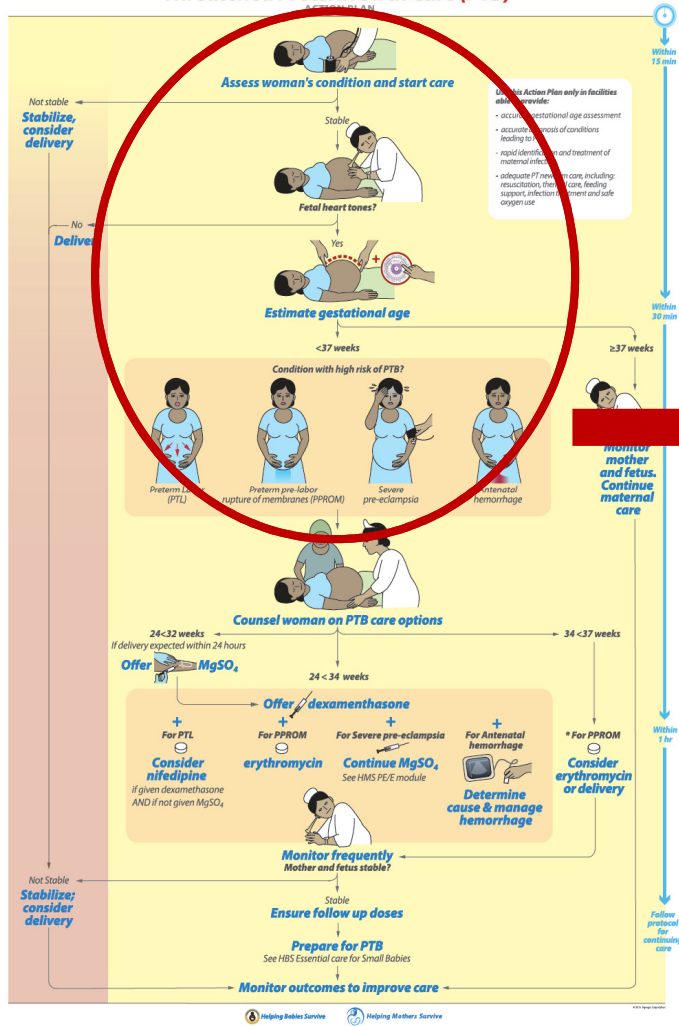 ACTION PLAN
Within
15 min
Assess woman's condition and start care
Not stable
Stabilize,
consider
delivery
Stable
Use this Action Plan only in facilities
able to provide:
- accurate gestational age assessment
- accurate diagnosis of conditions
leading to
- rapid identification and treatment of
maternal infection
- adequate PT newborn care, including:
resuscitation, thermal care, feeding
support, infection treatment and safe
oxygen use
Fetal heart tones?
No
Deliver
Yes
+
Estimate gestational age
Within
30 min
<37 weeks
≥37 weeks
Condition with high risk of PTB?
Preterm Labor
(PTL)
Preterm pre-labor
rupture of membranes (PPROM)
Severe
pre-eclampsia
Antenatal
hemorrhage
Monitor
mother
and fetus.
Continue
maternal
care
Counsel woman on PTB care options
24<32 weeks
34 <37 weeks
If delivery expected within 24 hours
Offer MgSO4
24 < 34 weeks
Offer dexamenthasone
+ + + +
For PTL
Consider
nifedipine
if given dexamethasone
AND if not given MgSO4
For PPROM
erythromycin
For Severe pre-eclampsia
Continue MgSO4
See HMS PE/E module
For Antenatal
hemorrhage
Determine
cause & manage
hemorrhage
* For PPROM
Consider
erythromycin
or delivery
Within
1 hr
Monitor frequently
Mother and fetus stable?
Not Stable
Stabilize;
consider
delivery
Stable
Ensure follow up doses
Prepare for PTB
See HBS Essential care for Small Babies
Follow
protocol
for
continuing
care
Monitor outcomes to improve care
Helping Babies Survive
Helping Mothers Survive